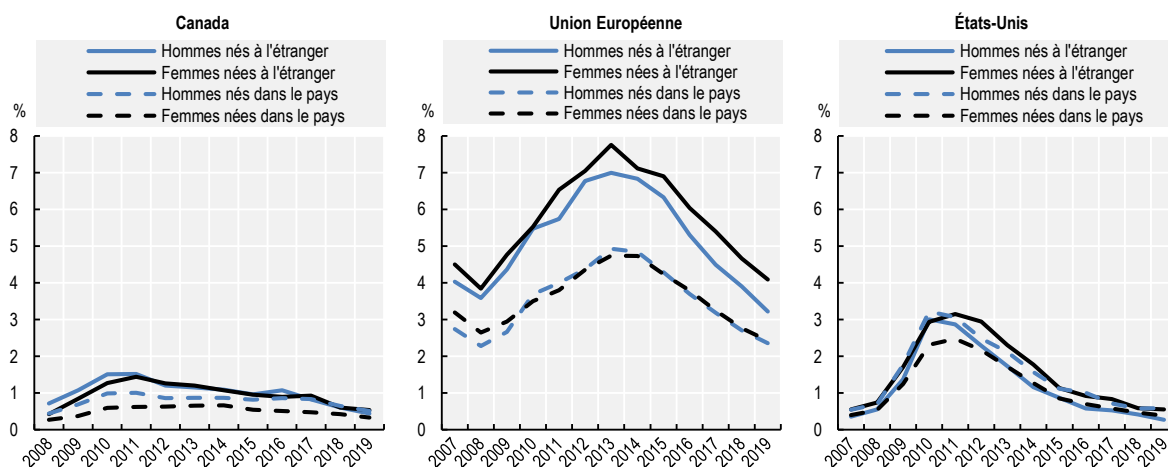 Canada
Hommes nés à l'étranger
Femmes nées à l'étranger
Hommes nés dans le pays
Femmes nées dans le pays
%
8
7
6
5
4
3
2
1
0
2008 2009 2010 2011 2012 2013 2014 2015 2016 2017 2018 2019
Union Européenne
Hommes nés à l'étranger
Femmes nées à l'étranger
Hommes nés dans le pays
Femmes nées dans le pays
%
8
7
6
5
4
3
2
1
0
2007 2008 2009 2010 2011 2012 2013 2014 2015 2016 2017 2018 2019
États-Unis
Hommes nés à l'étranger
Femmes nées à l'étranger
Hommes nés dans le pays
Femmes nées dans le pays
%
8
7
6
5
4
3
2
1
0
2007 2008 2009 2010 2011 2012 2013 2014 2015 2016 2017 2018 2019